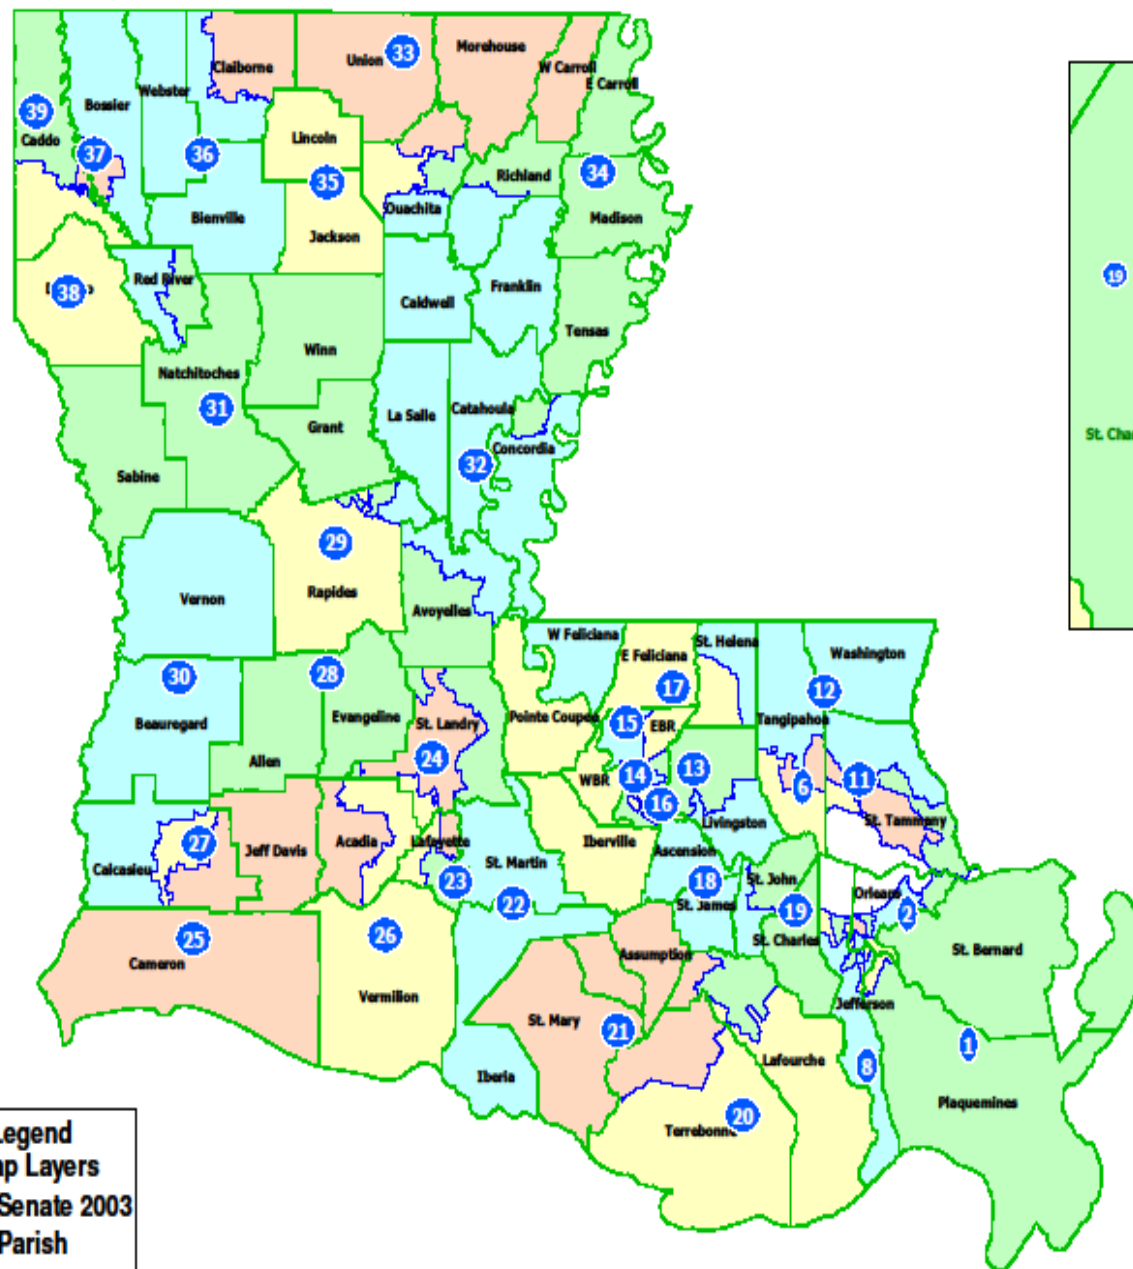 Claiborne
Union
33
Morehouse
W Carroll
E Carroll
Webster
Bossier
39
Caddo
37
36
Lincoln
35
Richland
34
Ouachita
Madison
Bienville
Jackson
19
38
Red River
Caldwell
Franklin
Tensas
Winn
Natchitoches
31
La Salle
Catahoula
Grant
Concordia
St. Char
32
Sabine
29
Rapides
Vernon
Avoyelles
W Feliciana
E Feliciana
St. Helena
Washington
30
28
17
12
Beauregard
Evangeline
St. Landry
Pointe Coupee
15
EBR
Tangipahoa
Allen
24
WBR
14
13
6
11
16
27
Acadia
Lafayette
Iberville
Livingston
St. Tammany
Calcasieu
Jeff Davis
St. Martin
Ascension
23
18
St. John
Orleans
22
St. James
19
2
25
26
St. Charles
Cameron
Assumption
St. Bernard
Vermilion
Jefferson
St. Mary
21
Lafourche
8
1
Iberia
Plaquemines
20
Terrebonne
Legend
Map Layers
Senate 2003
Parish